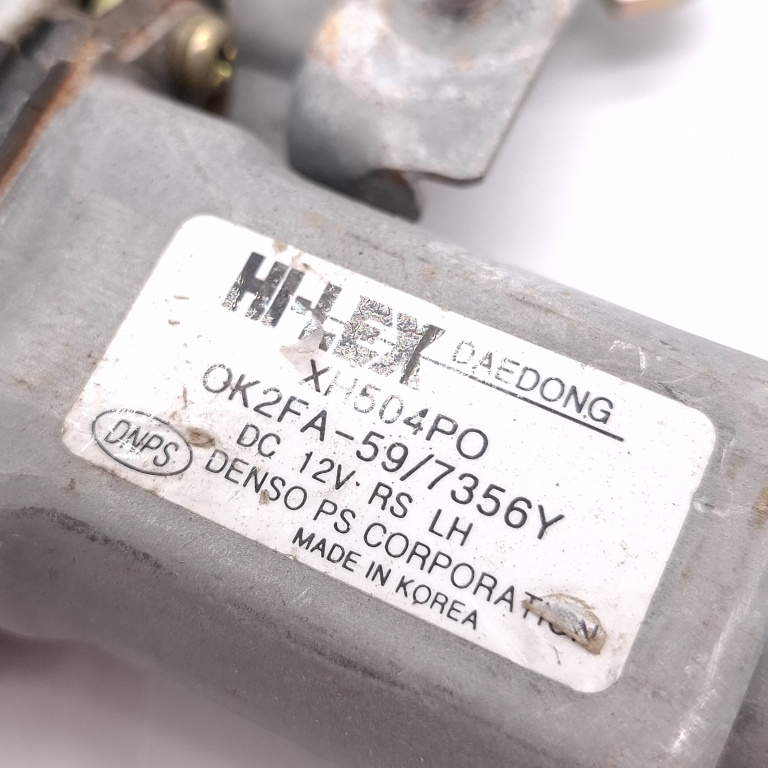 HI-LEX DAEDONG
XH504PO
OK2FA-59/7356Y
DC 12V· RS LH
DNPS
DENSO PS CORPORATION
MADE IN KOREA